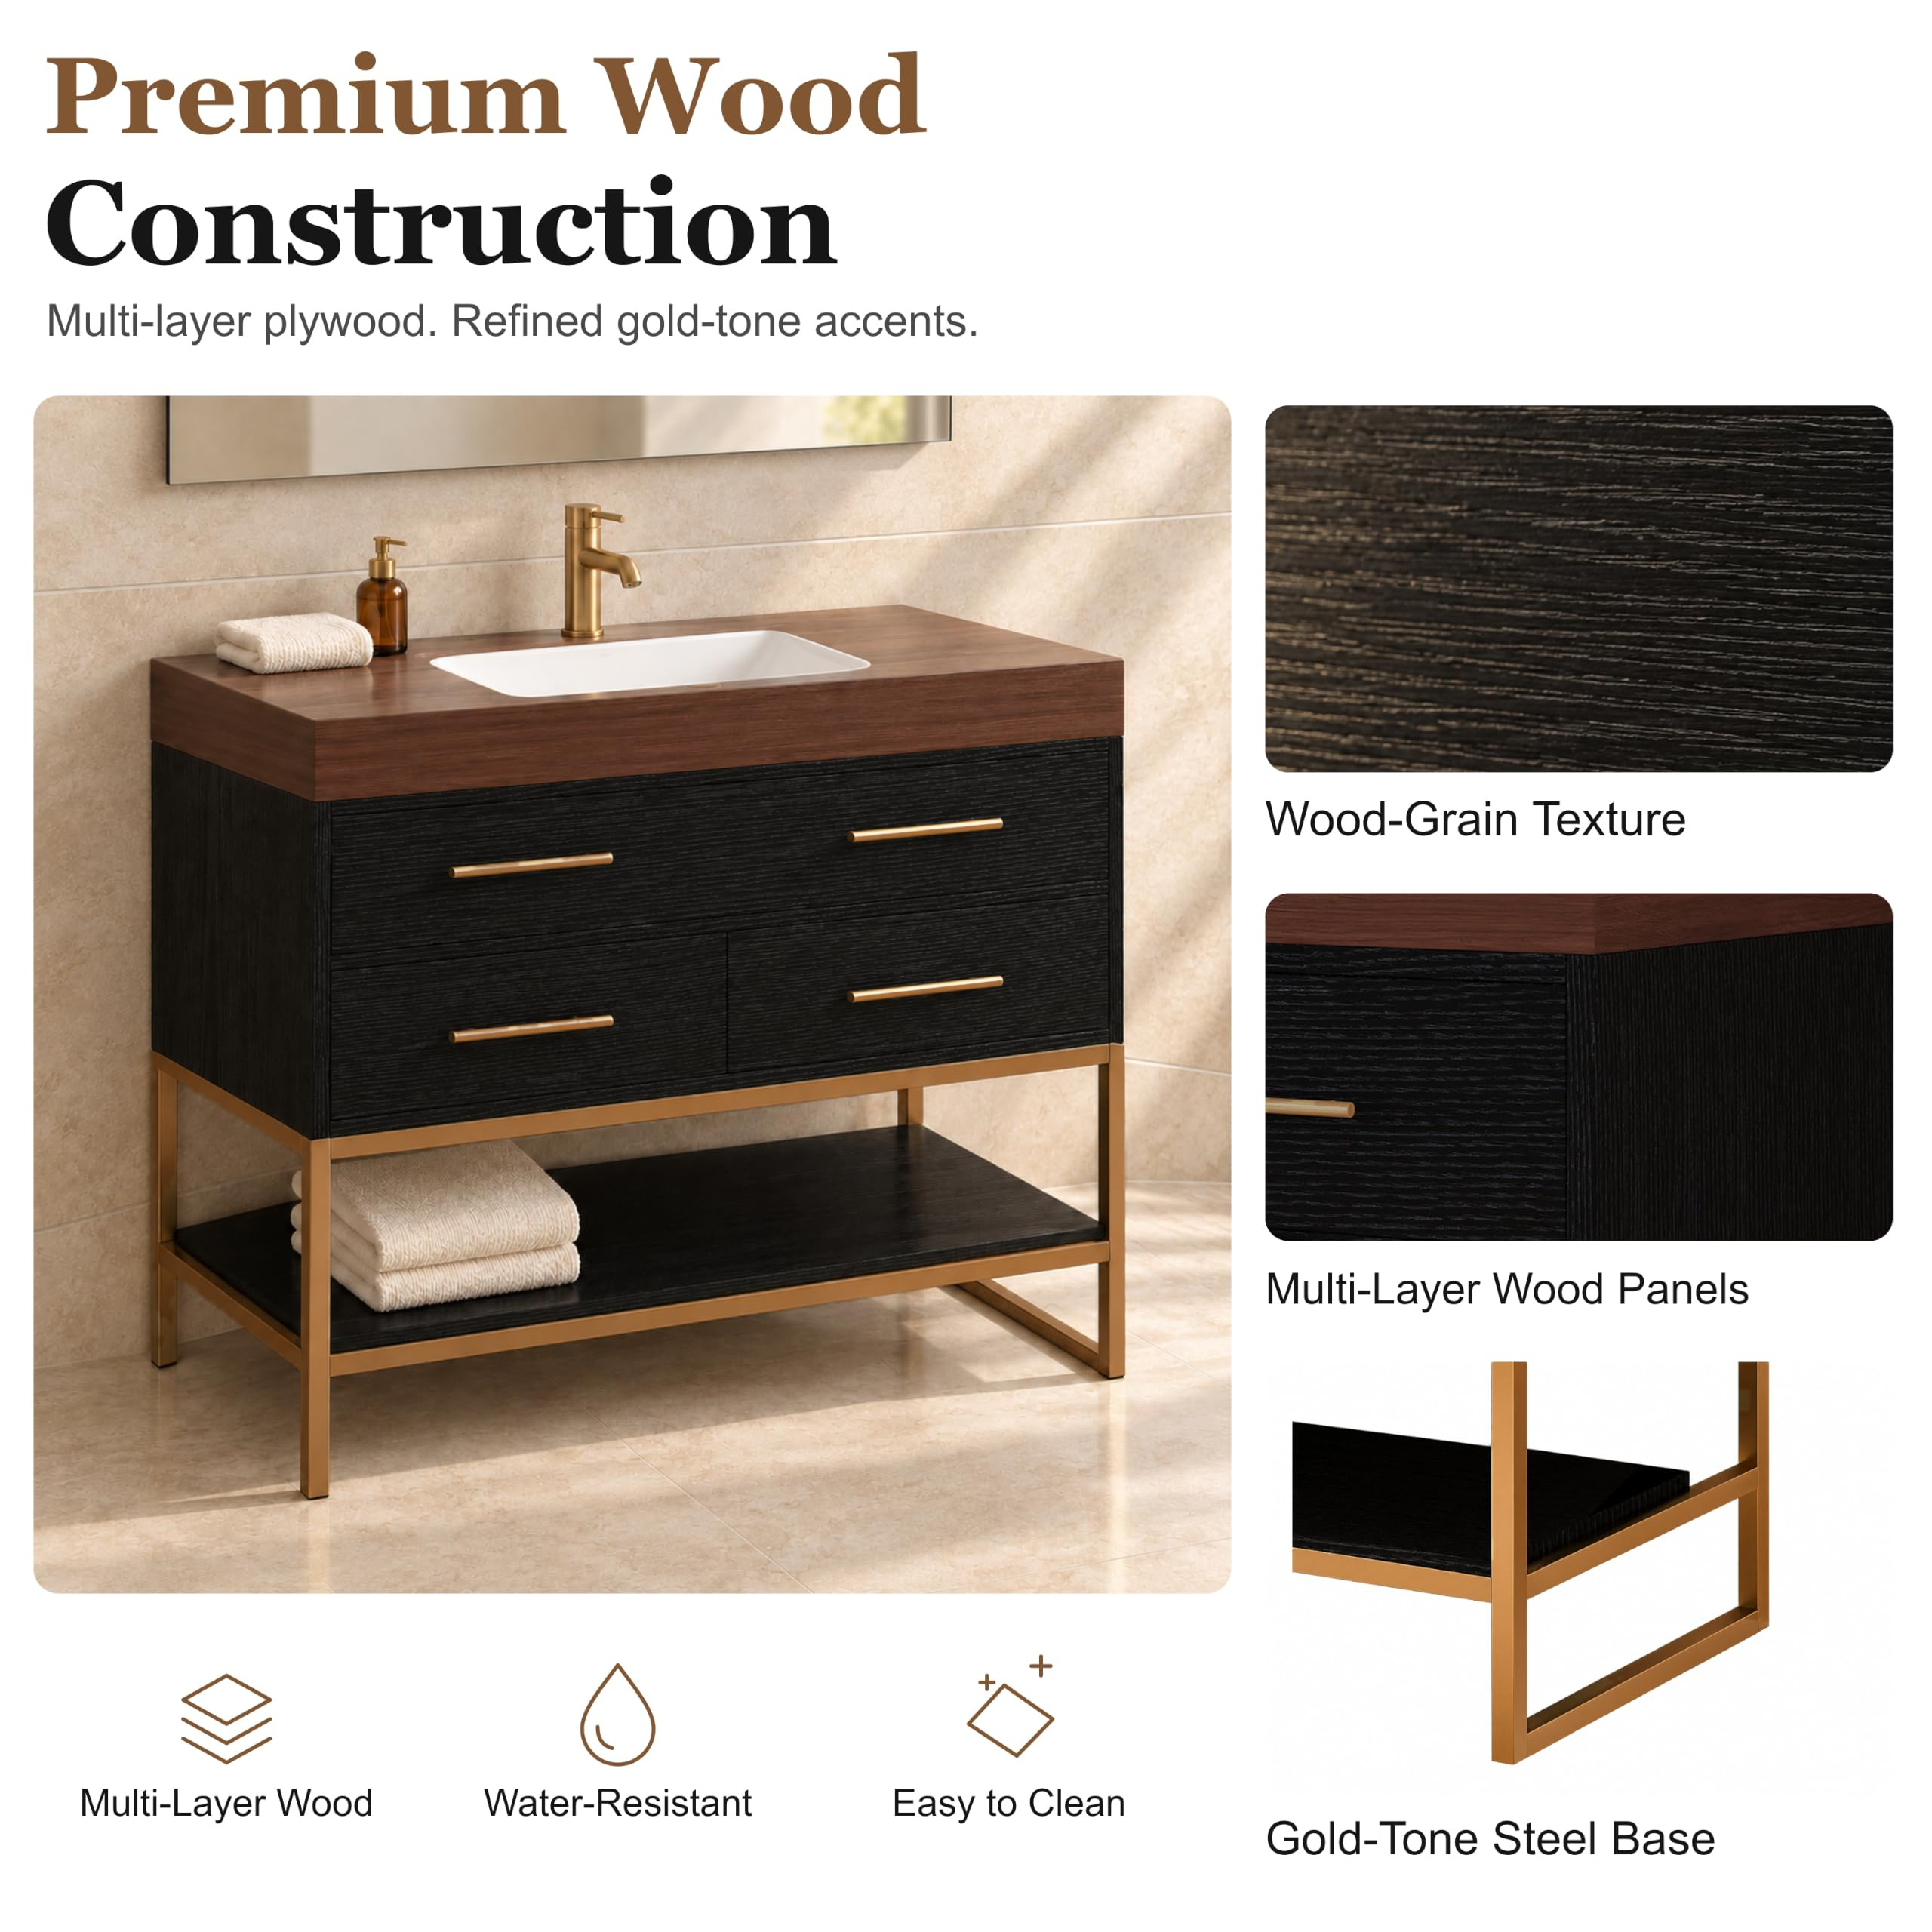 Premium Wood
Construction
Multi-layer plywood. Refined gold-tone accents.
Wood-Grain Texture
Multi-Layer Wood Panels
Gold-Tone Steel Base
Multi-Layer Wood
Water-Resistant
Easy to Clean